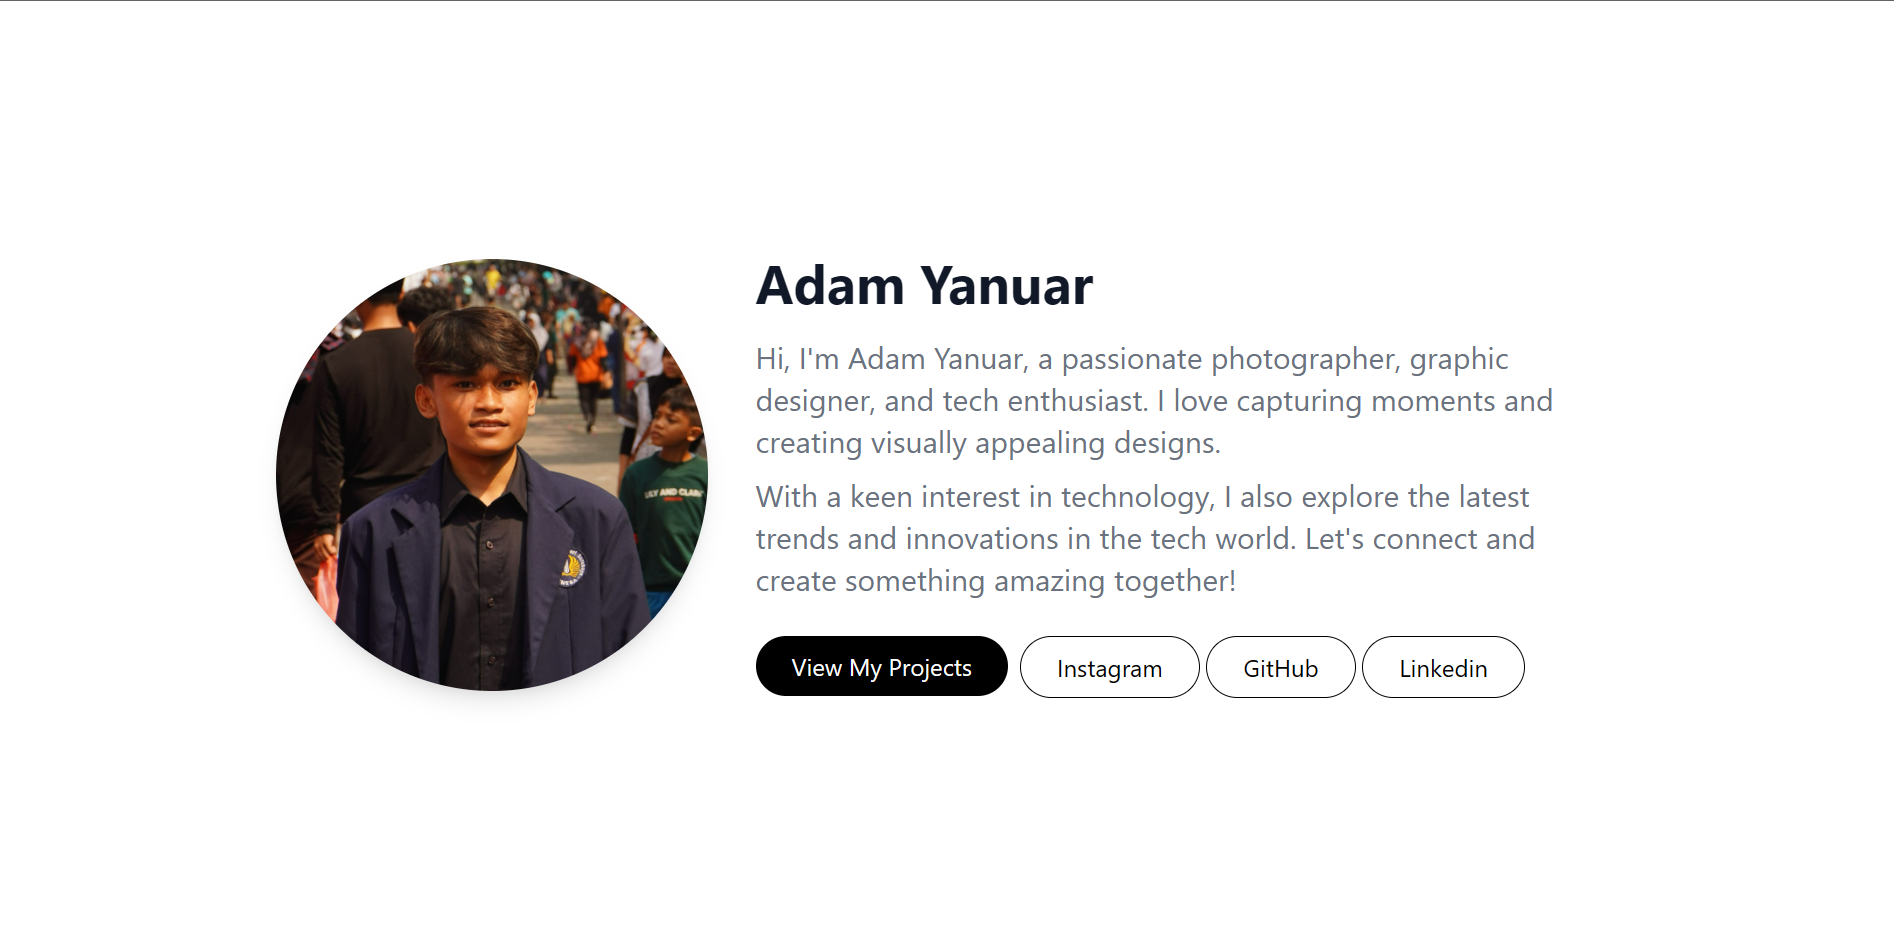 Adam Yanuar
Hi, I'm Adam Yanuar, a passionate photographer, graphic
designer, and tech enthusiast. I love capturing moments and
creating visually appealing designs.
With a keen interest in technology, I also explore the latest
trends and innovations in the tech world. Let's connect and
create something amazing together!
View My Projects
Instagram
GitHub
Linkedin